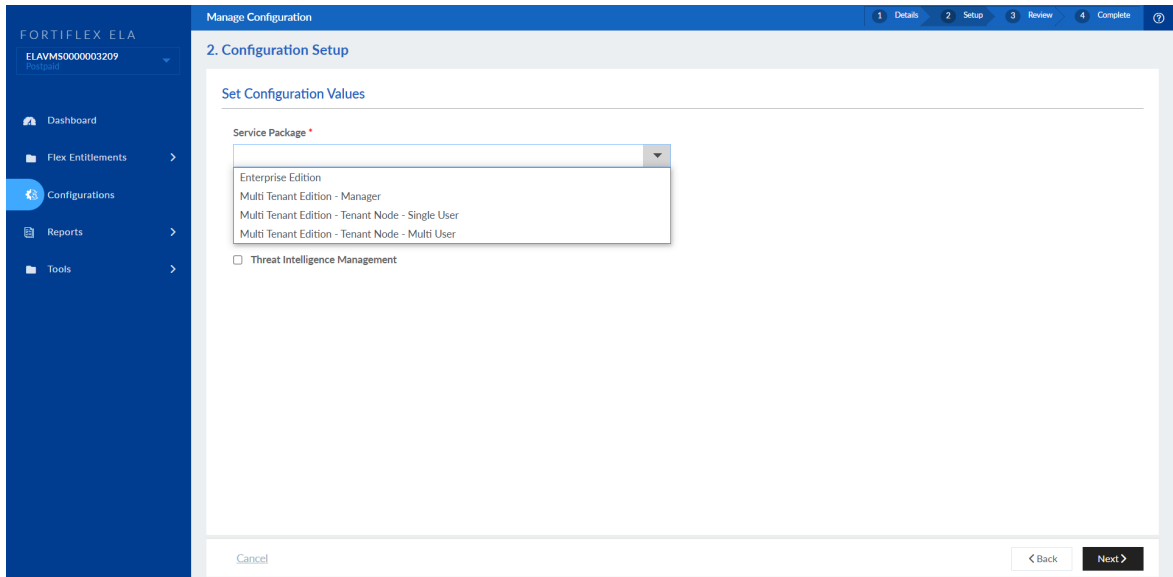 FORTIFLEX ELA
ELAVMS0000003209
Postpaid
Dashboard
Flex Entitlements
Configurations
Reports
Tools
Manage Configuration
1 Details
2 Setup
3 Review
4 Complete
?
2. Configuration Setup
Set Configuration Values
Service Package *
Enterprise Edition
Multi Tenant Edition - Manager
Multi Tenant Edition - Tenant Node - Single User
Multi Tenant Edition - Tenant Node - Multi User
Threat Intelligence Management
Cancel
Back
Next